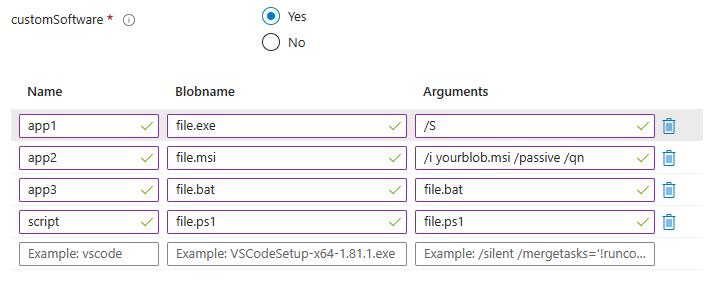 customSoftware *
Yes
No
Name Blobname Arguments
app1 file.exe /S
app2 file.msi /i yourblob.msi /passive /qn
app3 file.bat file.bat
script file.ps1 file.ps1
Example: vscode Example: VSCodeSetup-x64-1.81.1.exe Example: /silent /mergetasks='!runco...